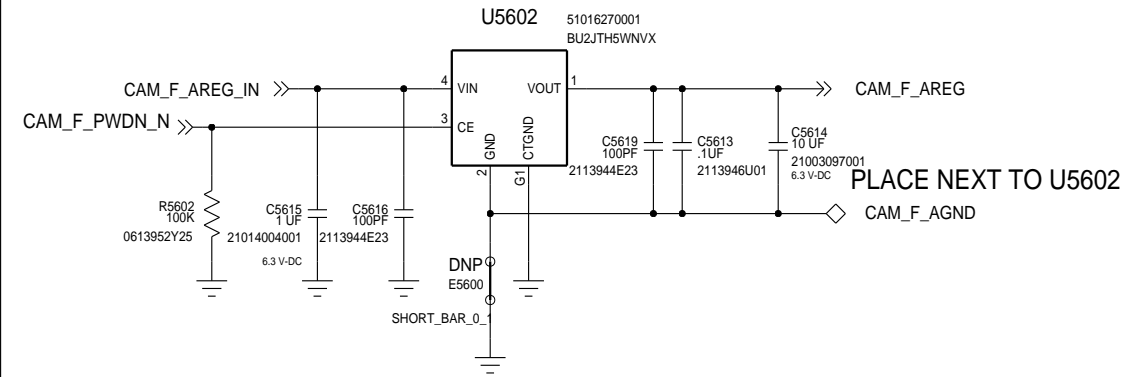 U5602
51016270001
BU2JTH5WNVX
CAM_F_AREG_IN
4
VIN
VOUT
1
CAM_F_AREG
CAM_F_PWDN_N
3
CE
GND
CTGND
2
G1
C5619
100PF
2113944E23
C5613
.1UF
2113946U01
C5614
10 UF
21003097001
6.3 V-DC
PLACE NEXT TO U5602
CAM_F_AGND
R5602
100K
0613952Y25
C5615
1 UF
21014004001
6.3 V-DC
C5616
100PF
2113944E23
DNP
E5600
SHORT_BAR_0_1